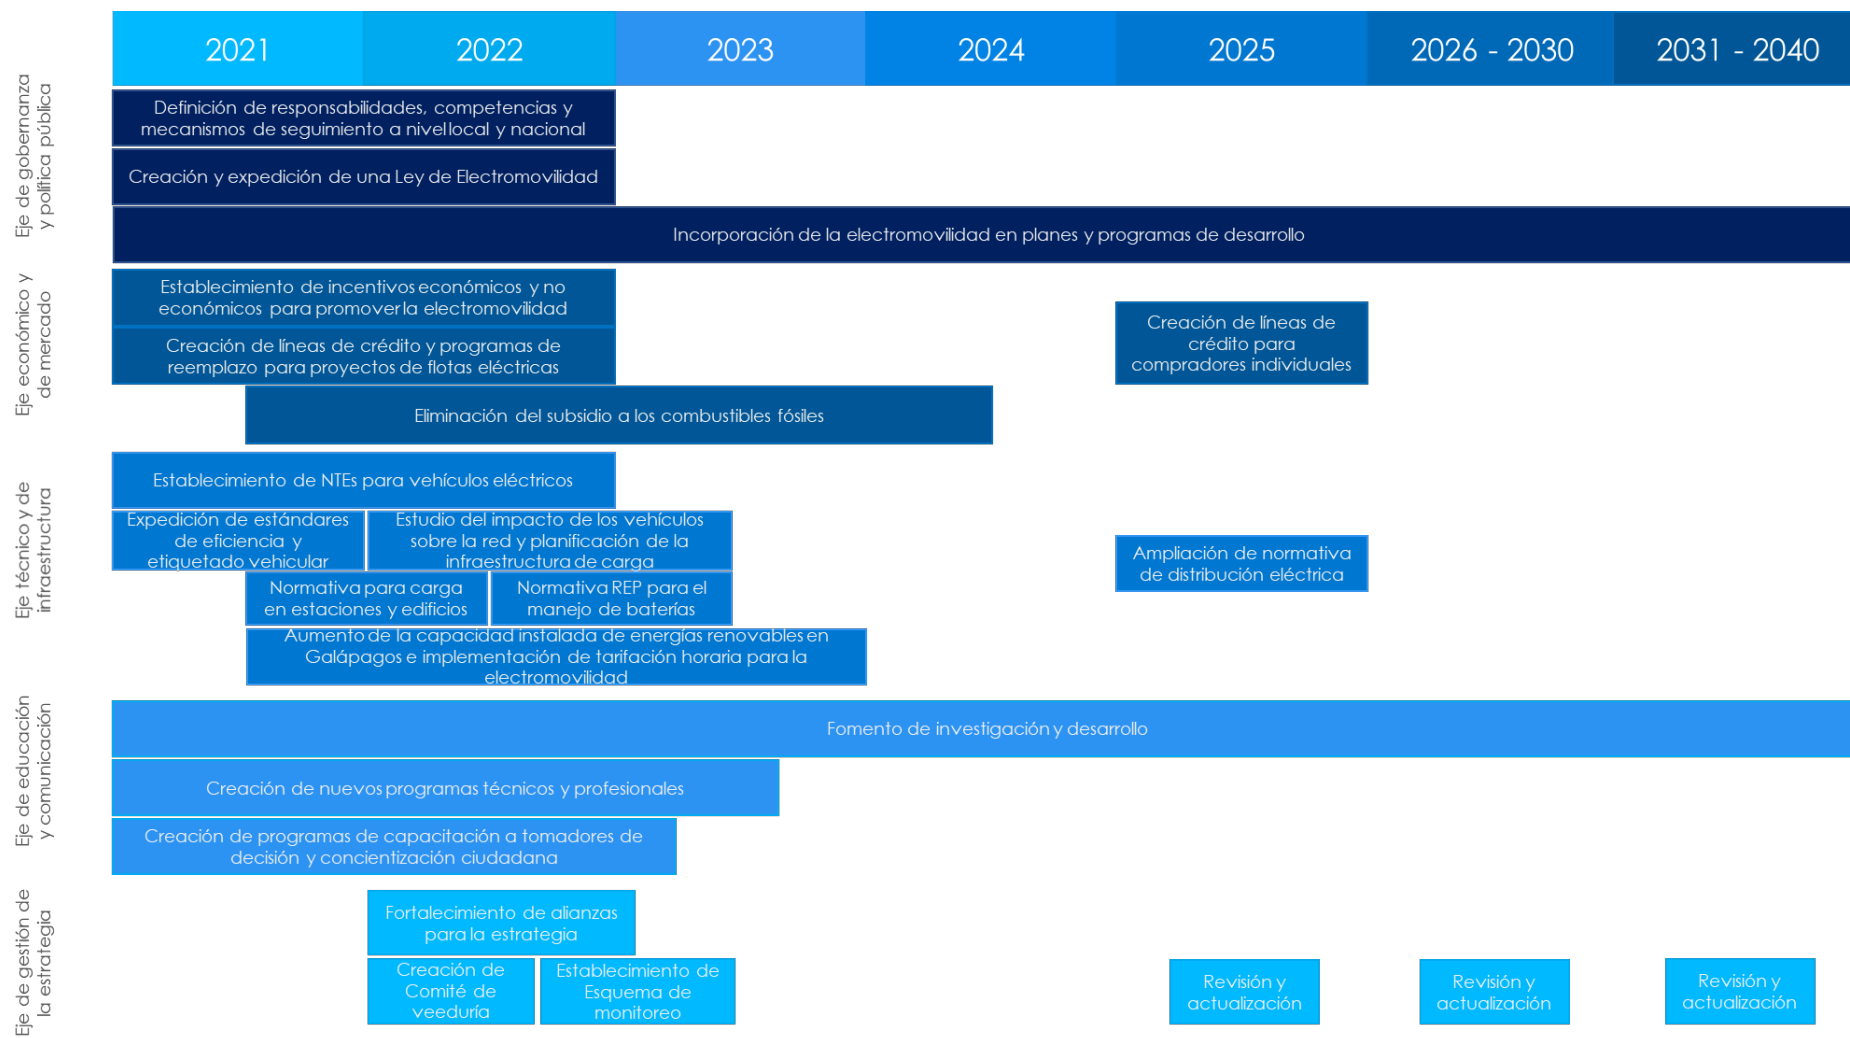 2021
2022
2023
2024
2025
2026 - 2030
2031 - 2040
Eje de gobernanza
y política pública
Definición de responsabilidades, competencias y
mecanismos de seguimiento a nivel local y nacional
Creación y expedición de una Ley de Electromovilidad
Incorporación de la electromovilidad en planes y programas de desarrollo
Eje económico y
de mercado
Establecimiento de incentivos económicos y no
económicos para promover la electromovilidad
Creación de líneas de crédito y programas de
reemplazo para proyectos de flotas eléctricas
Creación de líneas de
crédito para
compradores individuales
Eliminación del subsidio a los combustibles fósiles
Eje técnico y de
infraestructura
Establecimiento de NTEs para vehículos eléctricos
Expedición de estándares
de eficiencia y
etiquetado vehicular
Estudio del impacto de los vehículos
sobre la red y planificación de la
infraestructura de carga
Ampliación de normativa
de distribución eléctrica
Normativa para carga
en estaciones y edificios
Normativa REP para el
manejo de baterías
Aumento de la capacidad instalada de energías renovables en
Galápagos e implementación de tarifación horaria para la
electromovilidad
Eje de educación
y comunicación
Fomento de investigación y desarrollo
Creación de nuevos programas técnicos y profesionales
Creación de programas de capacitación a tomadores de
decisión y concientización ciudadana
Eje de gestión de
la estrategia
Fortalecimiento de alianzas
para la estrategia
Creación de
Comité de
veeduría
Establecimiento de
Esquema de
monitoreo
Revisión y
actualización
Revisión y
actualización
Revisión y
actualización